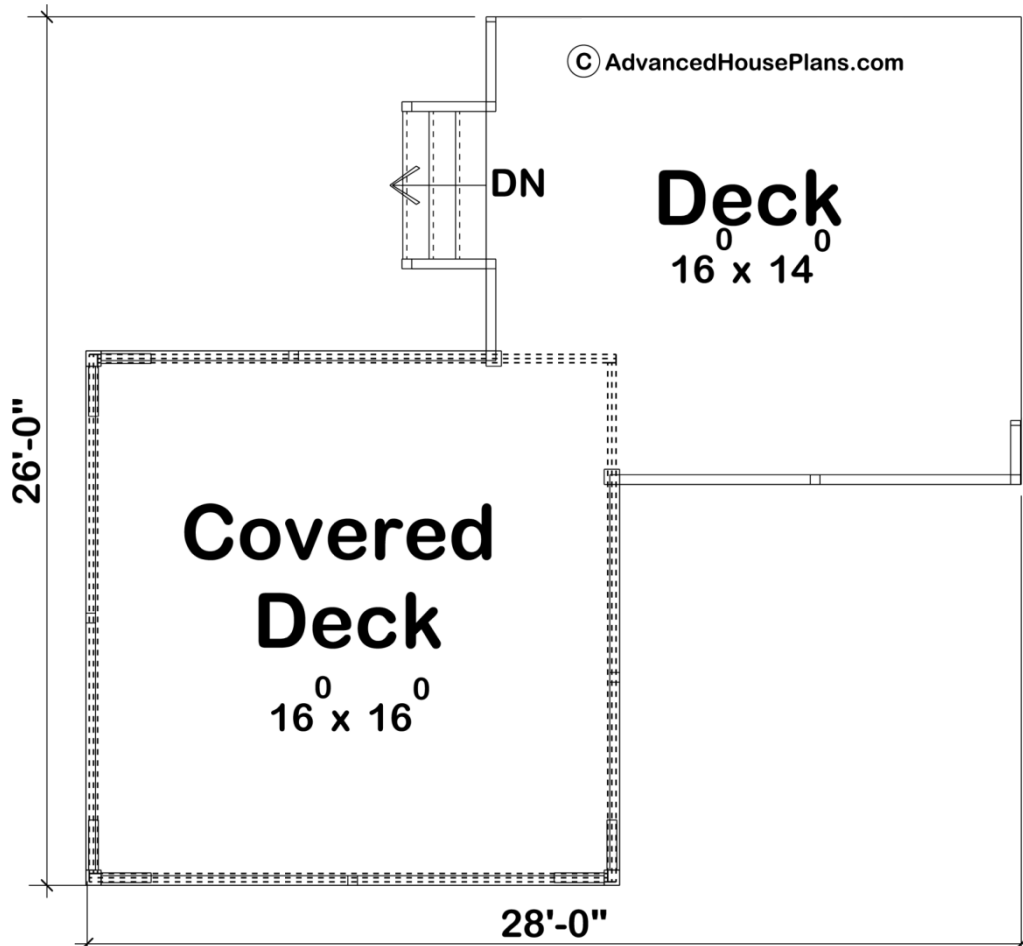 © AdvancedHousePlans.com
DN
Deck
16⁰ x 14⁰
26'-0"
Covered
Deck
16⁰ x 16⁰
28'-0"